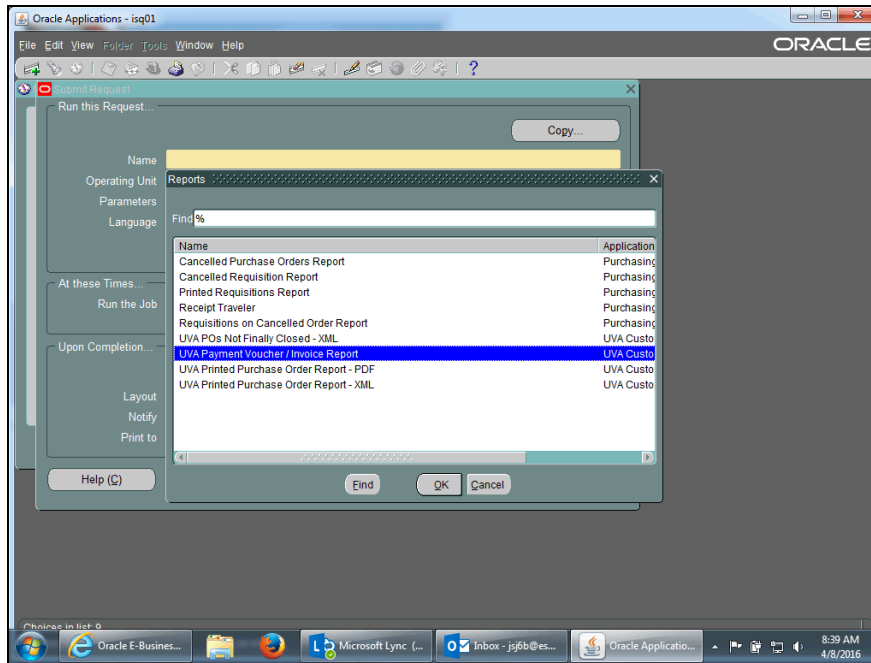 Oracle Applications - isq01
File Edit View Folder Tools Window Help
ORACLE
Submit Request
Run this Request...
Copy...
Name
Operating Unit
Parameters
Language
Reports
Find %
Name Application
Cancelled Purchase Orders Report Purchasing
Cancelled Requisition Report Purchasing
Printed Requisitions Report Purchasing
Receipt Traveler Purchasing
Requisitions on Cancelled Order Report Purchasing
UVA POs Not Finally Closed - XML UVA Custo
UVA Payment Voucher / Invoice Report UVA Custo
UVA Printed Purchase Order Report - PDF UVA Custo
UVA Printed Purchase Order Report - XML UVA Custo
At these Times...
Run the Job
Upon Completion...
Layout
Notify
Print to
Help (C)
Find OK Cancel
Choices in list: 9
Oracle E-Busines... Microsoft Lync (... Inbox - jsj6b@es... Oracle Applicatio... 8:39 AM
4/8/2016